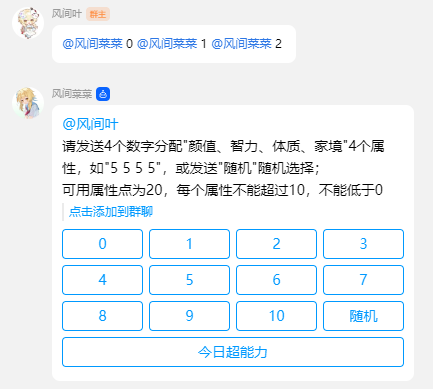 风间叶 群主
@风间菜菜 0 @风间菜菜 1 @风间菜菜 2
风间菜菜
@风间叶
请发送4个数字分配"颜值、智力、体质、家境"4个属
性，如"5 5 5 5"，或发送"随机"随机选择；
可用属性点为20，每个属性不能超过10，不能低于0
点击添加到群聊
0 1 2 3
4 5 6 7
8 9 10 随机
今日超能力